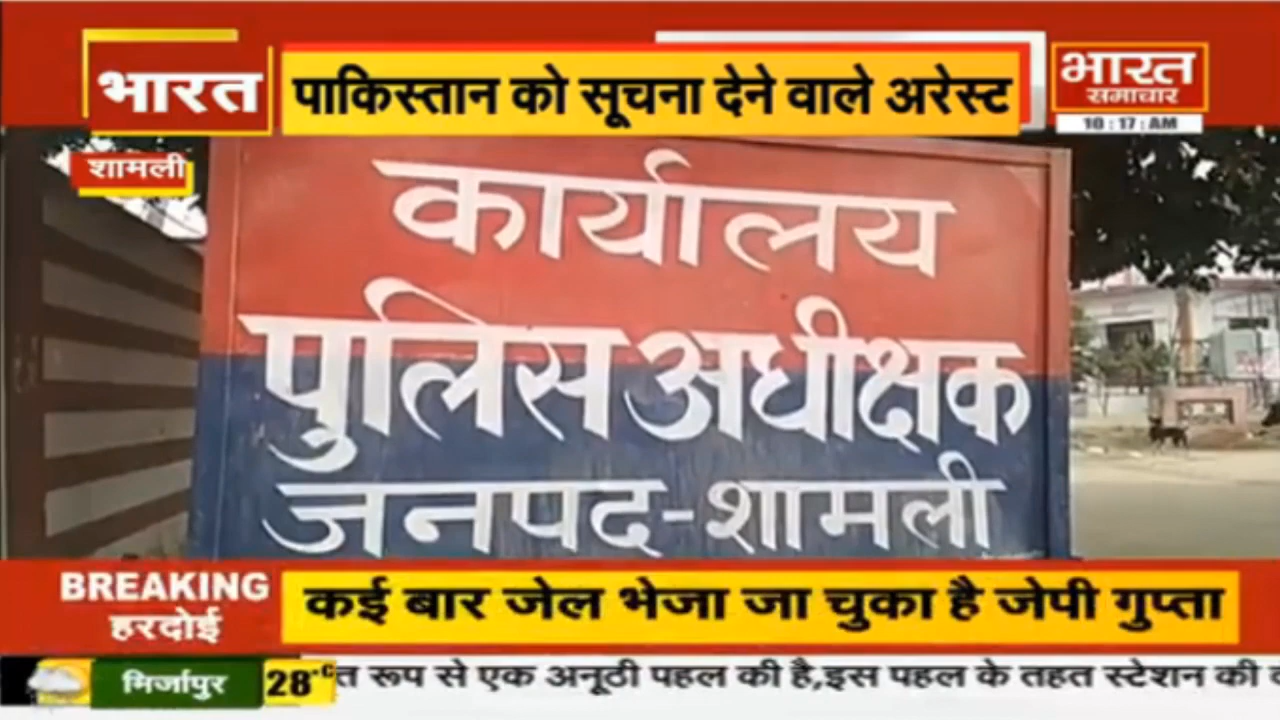 भारत
पाकिस्तान को सूचना देने वाले अरेस्ट
भारत
समाचार
10:17:AM
शामली
कार्यालय
पुलिस अधीक्षक
जनपद-शामली
BREAKING
हरदोई
कई बार जेल भेजा जा चुका है जेपी गुप्ता
मिर्जापुर
28°C
रूप से एक अनूठी पहल की है,इस पहल के तहत स्टेशन की